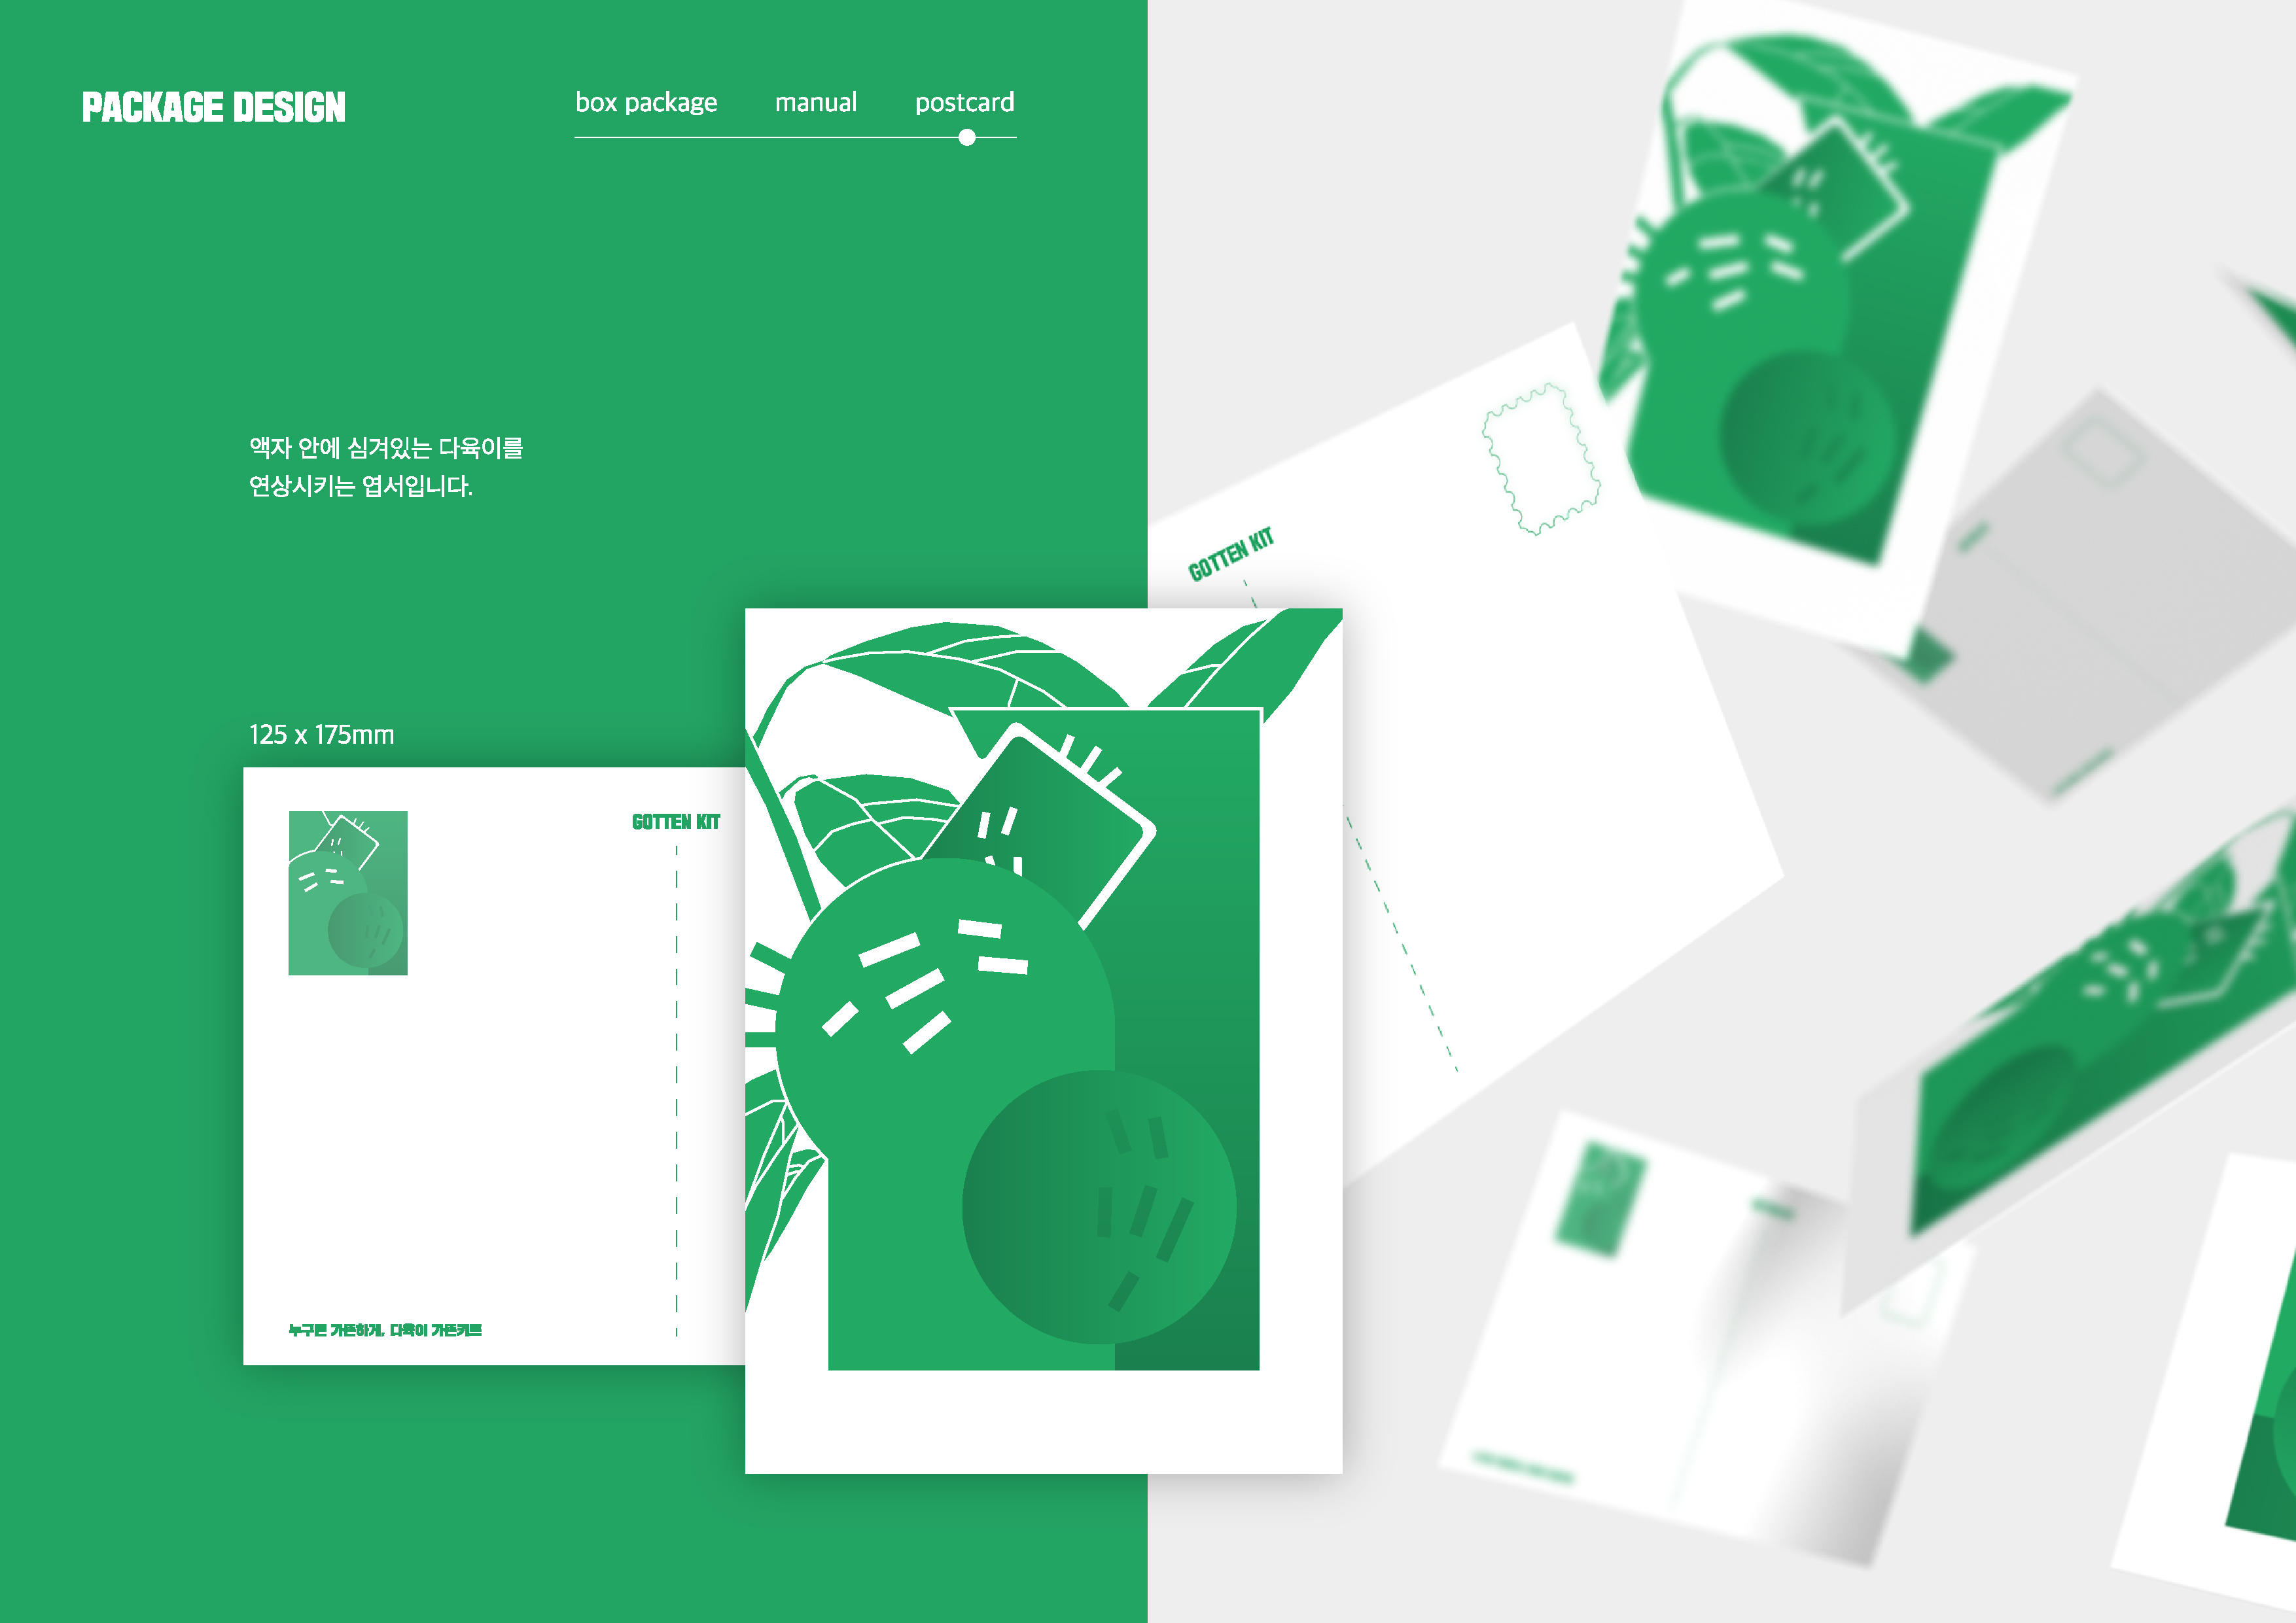 PACKAGE DESIGN
box package manual postcard
액자 안에 심겨있는 다육이를
연상시키는 엽서입니다.
125 x 175mm
GOTTEN KIT
누구든 가뜬하게, 다육이 가뜬키트
GOTTEN KIT